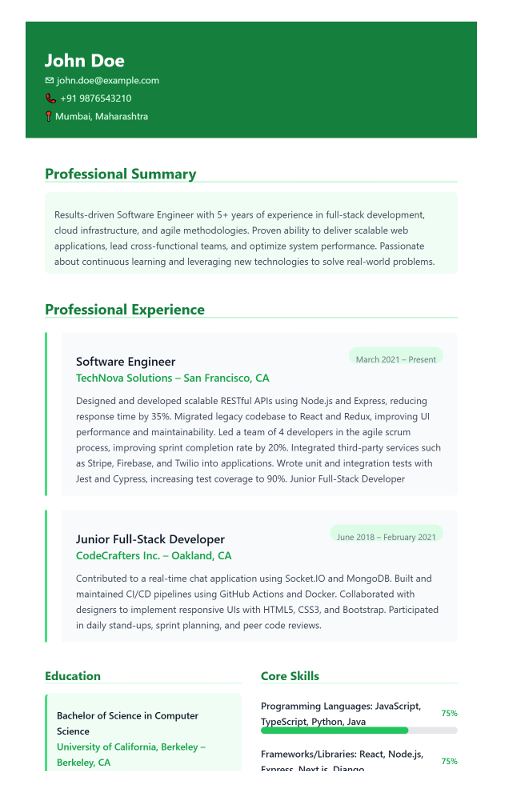 John Doe
john.doe@example.com
+91 9876543210
Mumbai, Maharashtra
Professional Summary
Results-driven Software Engineer with 5+ years of experience in full-stack development,
cloud infrastructure, and agile methodologies. Proven ability to deliver scalable web
applications, lead cross-functional teams, and optimize system performance. Passionate
about continuous learning and leveraging new technologies to solve real-world problems.
Professional Experience
March 2021 – Present
Software Engineer
TechNova Solutions – San Francisco, CA
Designed and developed scalable RESTful APIs using Node.js and Express, reducing
response time by 35%. Migrated legacy codebase to React and Redux, improving UI
performance and maintainability. Led a team of 4 developers in the agile scrum
process, improving sprint completion rate by 20%. Integrated third-party services such
as Stripe, Firebase, and Twilio into applications. Wrote unit and integration tests with
Jest and Cypress, increasing test coverage to 90%. Junior Full-Stack Developer
June 2018 – February 2021
Junior Full-Stack Developer
CodeCrafters Inc. – Oakland, CA
Contributed to a real-time chat application using Socket.IO and MongoDB. Built and
maintained CI/CD pipelines using GitHub Actions and Docker. Collaborated with
designers to implement responsive UIs with HTML5, CSS3, and Bootstrap. Participated
in daily stand-ups, sprint planning, and peer code reviews.
Education
Bachelor of Science in Computer
Science
University of California, Berkeley –
Berkeley, CA
Core Skills
Programming Languages: JavaScript,
TypeScript, Python, Java
75%
Frameworks/Libraries: React, Node.js,
Express, Next.js, Django
75%